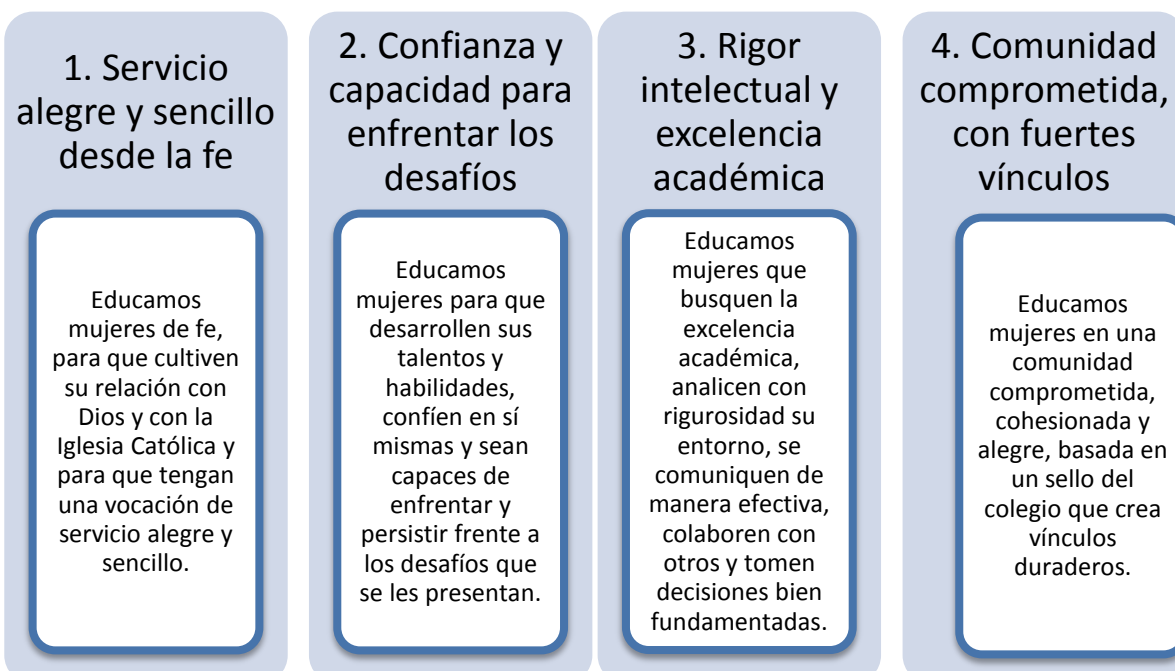 1. Servicio
alegre y sencillo
desde la fe
Educamos
mujeres de fe,
para que cultiven
su relación con
Dios y con la
Iglesia Católica y
para que tengan
una vocación de
servicio alegre y
sencillo.
2. Confianza y
capacidad para
enfrentar los
desafíos
Educamos
mujeres para que
desarrollen sus
talentos y
habilidades,
confíen en sí
mismas y sean
capaces de
enfrentar y
persistir frente a
los desafíos que
se les presentan.
3. Rigor
intelectual y
excelencia
académica
Educamos
mujeres que
busquen la
excelencia
académica,
analicen con
rigurosidad su
entorno, se
comuniquen de
manera efectiva,
colaboren con
otros y tomen
decisiones bien
fundamentadas.
4. Comunidad
comprometida,
con fuertes
vínculos
Educamos
mujeres en una
comunidad
comprometida,
cohesionada y
alegre, basada en
un sello del
colegio que crea
vínculos
duraderos.